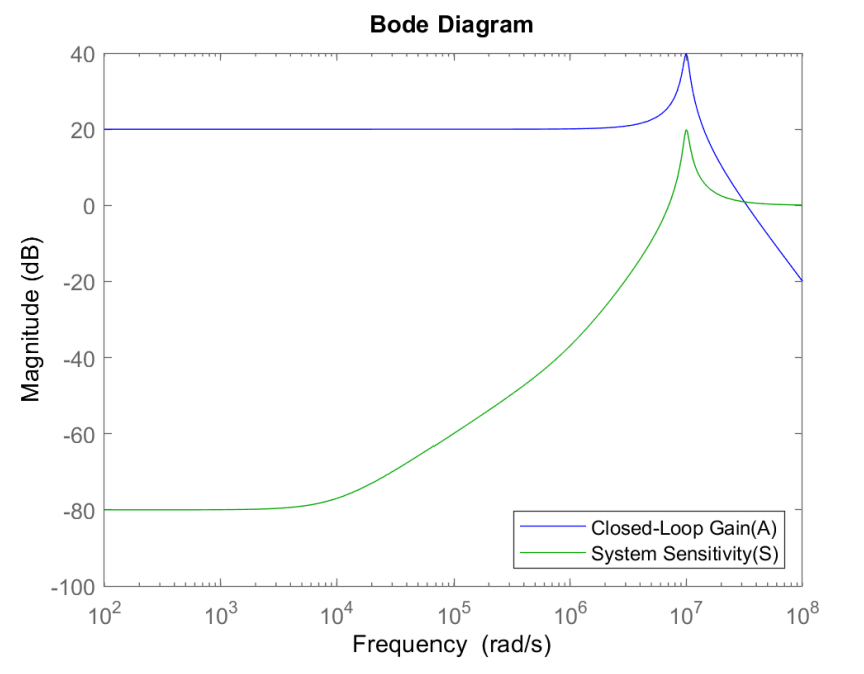 Bode Diagram
40
20
0
-20
-40
-60
-80
-100
Magnitude (dB)
Closed-Loop Gain(A)
System Sensitivity(S)
10² 10³ 10⁴ 10⁵ 10⁶ 10⁷ 10⁸
Frequency (rad/s)